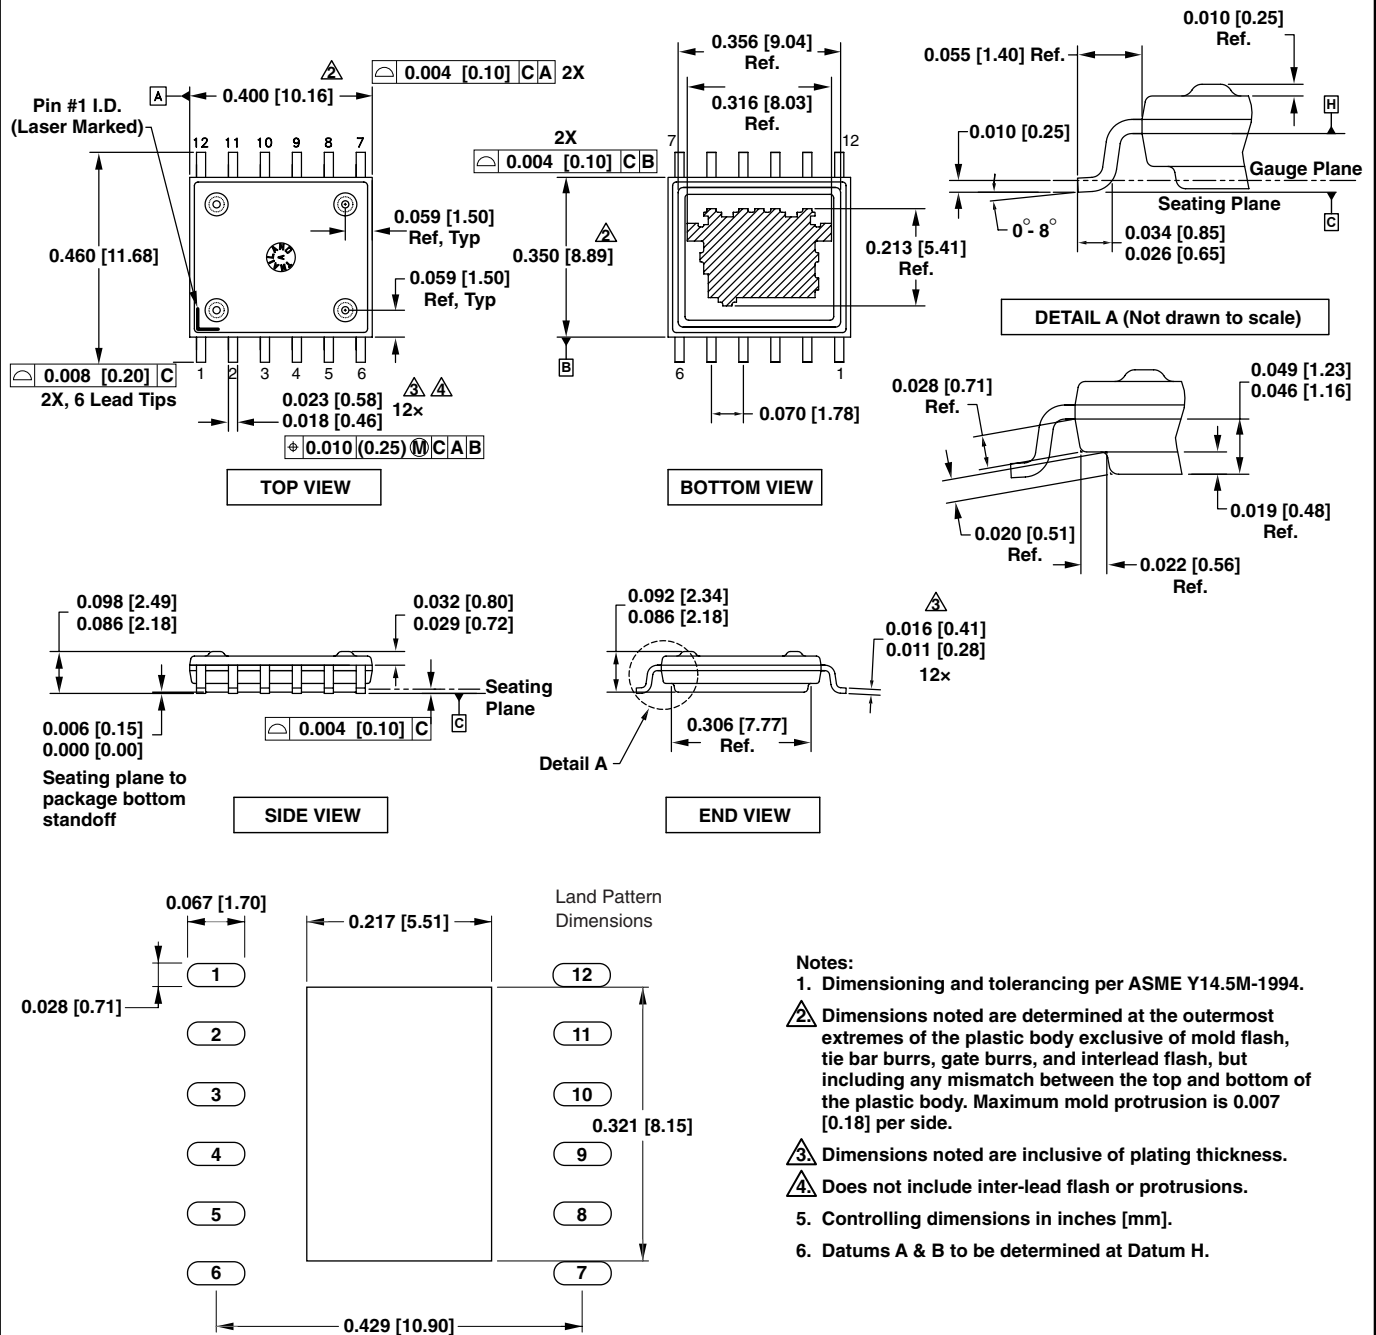 0.010 [0.25]
Ref.
0.055 [1.40] Ref.
0.356 [9.04]
Ref.
2
0.004 [0.10] C A 2X
A
0.400 [10.16]
0.316 [8.03]
Ref.
H
Pin #1 I.D.
(Laser Marked)
12 11 10 9 8 7
2X
0.004 [0.10] C B
7
12
0.010 [0.25]
Gauge Plane
Seating Plane
C
0° - 8°
0.034 [0.85]
0.026 [0.65]
0.059 [1.50]
Ref, Typ
2
0.460 [11.68]
0.350 [8.89]
0.213 [5.41]
Ref.
0.059 [1.50]
Ref, Typ
DETAIL A (Not drawn to scale)
B
0.008 [0.20] C
2X, 6 Lead Tips
1 2 3 4 5 6
6
1
3 4
0.023 [0.58]
0.018 [0.46]
12×
0.070 [1.78]
0.010 (0.25) M C A B
0.028 [0.71]
Ref.
0.049 [1.23]
0.046 [1.16]
TOP VIEW
BOTTOM VIEW
0.019 [0.48]
Ref.
0.020 [0.51]
Ref.
0.022 [0.56]
Ref.
0.098 [2.49]
0.086 [2.18]
0.032 [0.80]
0.029 [0.72]
Seating
Plane
0.006 [0.15]
0.000 [0.00]
0.004 [0.10] C
C
Seating plane to
package bottom
standoff
SIDE VIEW
0.092 [2.34]
0.086 [2.18]
3
0.016 [0.41]
0.011 [0.28]
12×
0.306 [7.77]
Ref.
Detail A
END VIEW
Land Pattern
Dimensions
0.067 [1.70]
0.217 [5.51]
0.028 [0.71]
1
12
2
11
3
10
0.321 [8.15]
4
9
5
8
6
7
0.429 [10.90]
Notes:
1. Dimensioning and tolerancing per ASME Y14.5M-1994.
2. Dimensions noted are determined at the outermost
extremes of the plastic body exclusive of mold flash,
tie bar burrs, gate burrs, and interlead flash, but
including any mismatch between the top and bottom of
the plastic body. Maximum mold protrusion is 0.007
[0.18] per side.
3. Dimensions noted are inclusive of plating thickness.
4. Does not include inter-lead flash or protrusions.
5. Controlling dimensions in inches [mm].
6. Datums A & B to be determined at Datum H.